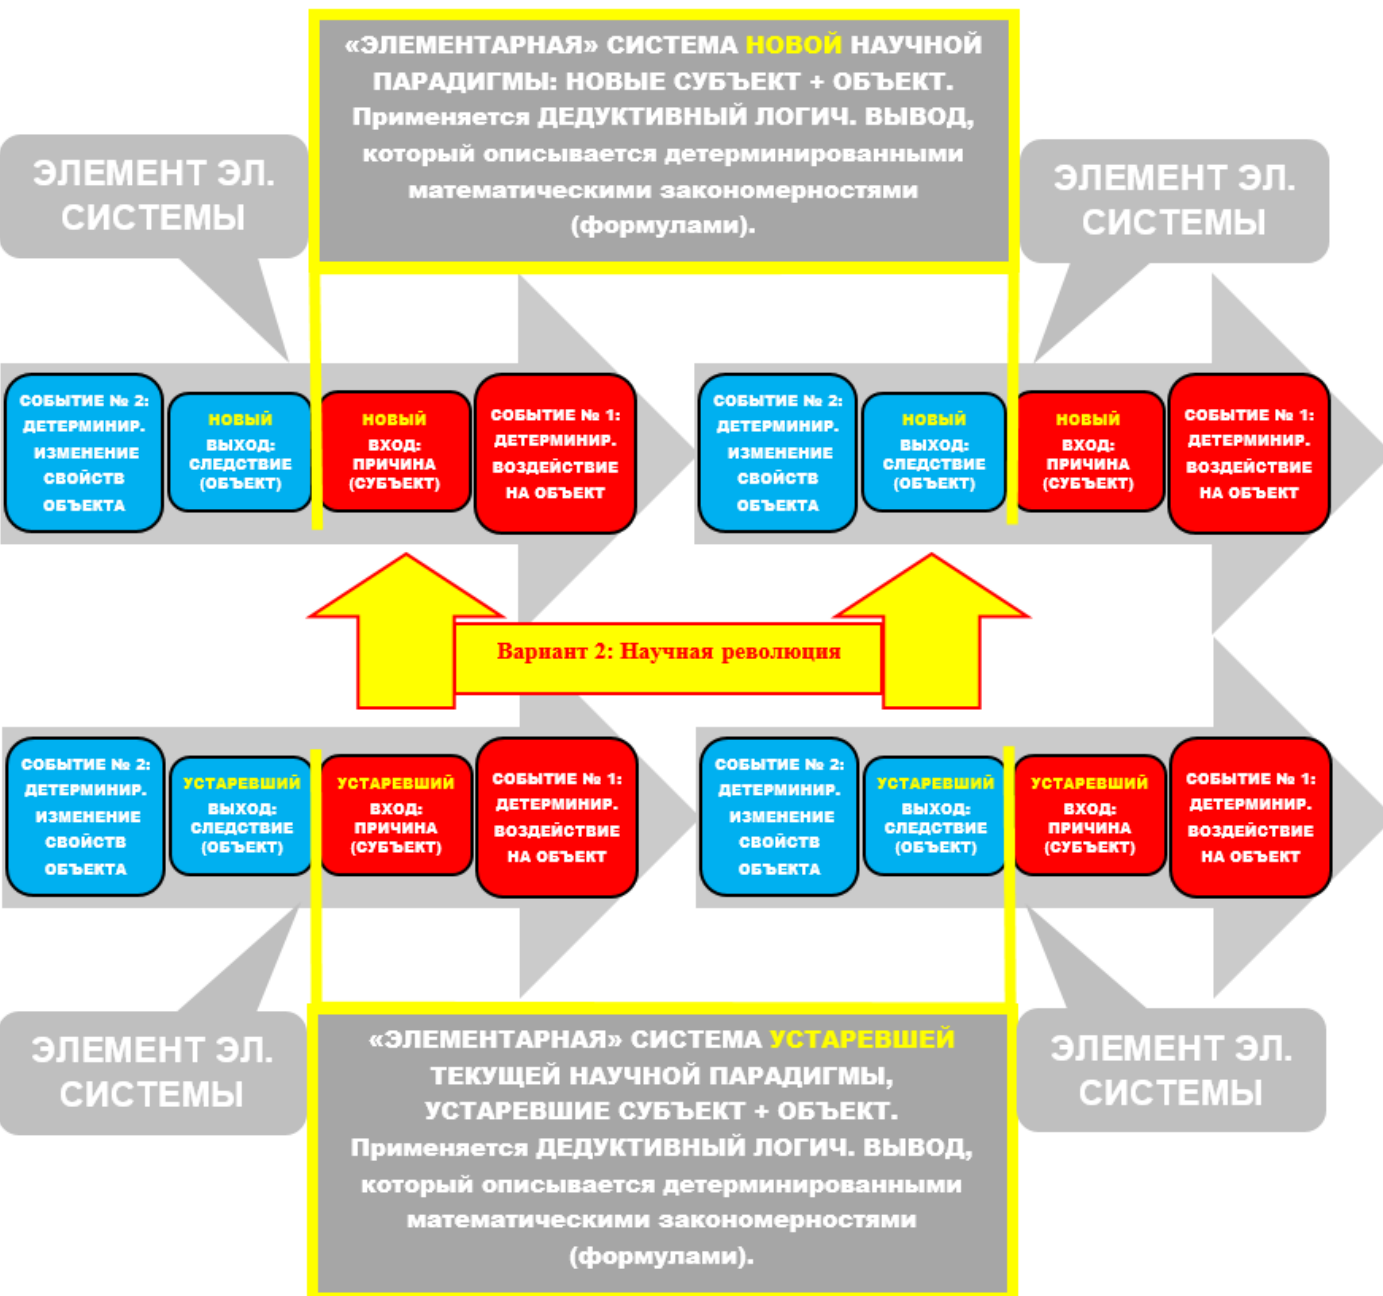 «ЭЛЕМЕНТАРНАЯ» СИСТЕМА НОВОЙ НАУЧНОЙ
ПАРАДИГМЫ: НОВЫЕ СУБЪЕКТ + ОБЪЕКТ.
Применяется ДЕДУКТИВНЫЙ ЛОГИЧ. ВЫВОД,
который описывается детерминированными
математическими закономерностями
(формулами).
ЭЛЕМЕНТ ЭЛ.
СИСТЕМЫ
ЭЛЕМЕНТ ЭЛ.
СИСТЕМЫ
СОБЫТИЕ № 2:
ДЕТЕРМИНИР.
ИЗМЕНЕНИЕ
СВОЙСТВ
ОБЪЕКТА
НОВЫЙ
ВЫХОД:
СЛЕДСТВИЕ
(ОБЪЕКТ)
НОВЫЙ
ВХОД:
ПРИЧИНА
(СУБЪЕКТ)
СОБЫТИЕ № 1:
ДЕТЕРМИНИР.
ВОЗДЕЙСТВИЕ
НА ОБЪЕКТ
СОБЫТИЕ № 2:
ДЕТЕРМИНИР.
ИЗМЕНЕНИЕ
СВОЙСТВ
ОБЪЕКТА
НОВЫЙ
ВЫХОД:
СЛЕДСТВИЕ
(ОБЪЕКТ)
НОВЫЙ
ВХОД:
ПРИЧИНА
(СУБЪЕКТ)
СОБЫТИЕ № 1:
ДЕТЕРМИНИР.
ВОЗДЕЙСТВИЕ
НА ОБЪЕКТ
Вариант 2: Научная революция
СОБЫТИЕ № 2:
ДЕТЕРМИНИР.
ИЗМЕНЕНИЕ
СВОЙСТВ
ОБЪЕКТА
УСТАРЕВШИЙ
ВЫХОД:
СЛЕДСТВИЕ
(ОБЪЕКТ)
УСТАРЕВШИЙ
ВХОД:
ПРИЧИНА
(СУБЪЕКТ)
СОБЫТИЕ № 1:
ДЕТЕРМИНИР.
ВОЗДЕЙСТВИЕ
НА ОБЪЕКТ
СОБЫТИЕ № 2:
ДЕТЕРМИНИР.
ИЗМЕНЕНИЕ
СВОЙСТВ
ОБЪЕКТА
УСТАРЕВШИЙ
ВЫХОД:
СЛЕДСТВИЕ
(ОБЪЕКТ)
УСТАРЕВШИЙ
ВХОД:
ПРИЧИНА
(СУБЪЕКТ)
СОБЫТИЕ № 1:
ДЕТЕРМИНИР.
ВОЗДЕЙСТВИЕ
НА ОБЪЕКТ
ЭЛЕМЕНТ ЭЛ.
СИСТЕМЫ
«ЭЛЕМЕНТАРНАЯ» СИСТЕМА УСТАРЕВШЕЙ
ТЕКУЩЕЙ НАУЧНОЙ ПАРАДИГМЫ,
УСТАРЕВШИЕ СУБЪЕКТ + ОБЪЕКТ.
Применяется ДЕДУКТИВНЫЙ ЛОГИЧ. ВЫВОД,
который описывается детерминированными
математическими закономерностями
(формулами).
ЭЛЕМЕНТ ЭЛ.
СИСТЕМЫ